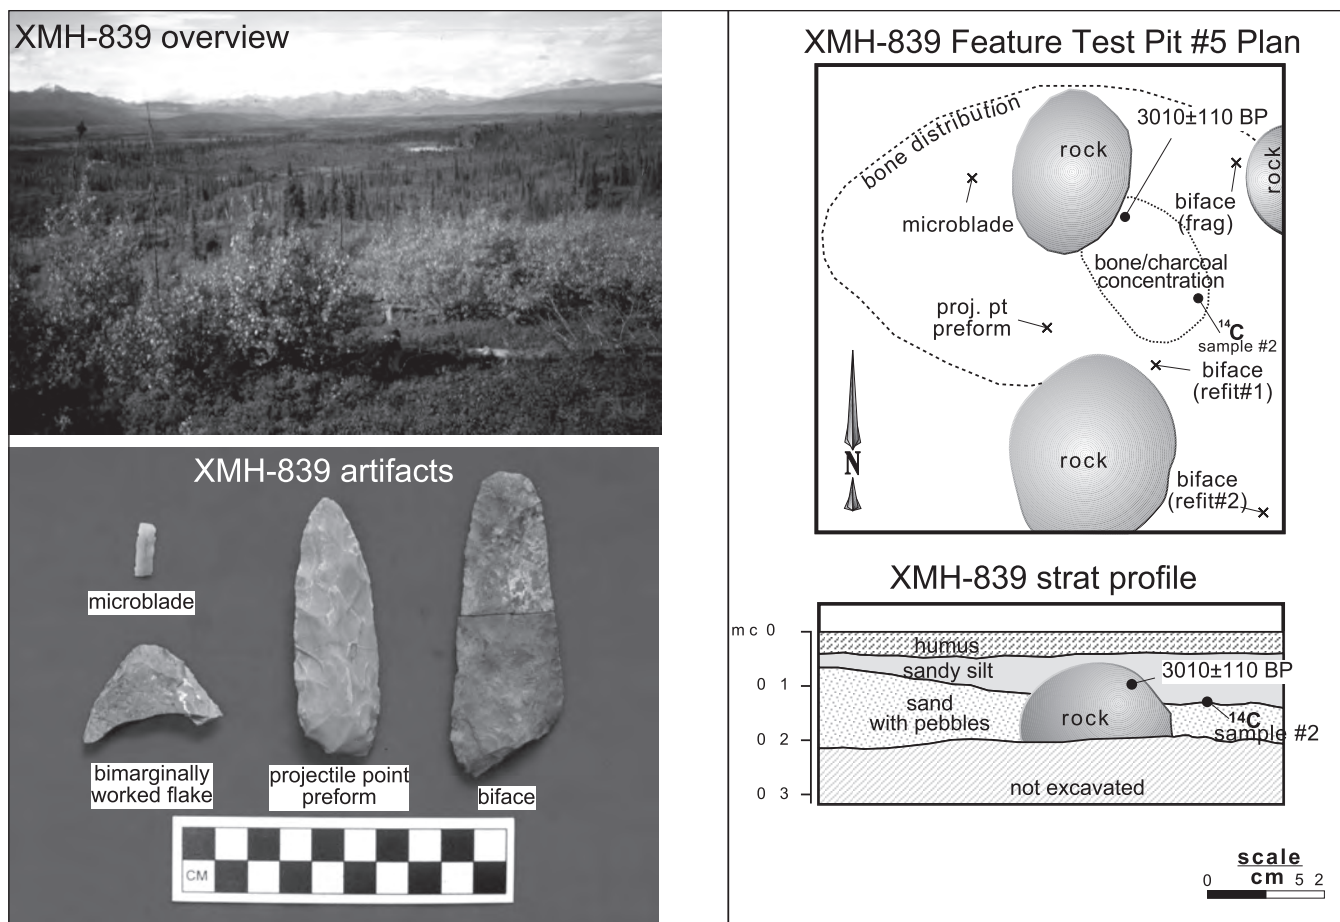 XMH-839 overview
XMH-839 artifacts
microblade
bimarginally
worked flake
projectile point
preform
biface
CM
XMH-839 Feature Test Pit #5 Plan
bone distribution
rock
3010±110 BP
rock
microblade
biface
(frag)
bone/charcoal
concentration
proj. pt
preform
14C
sample #2
biface
(refit#1)
N
rock
biface
(refit#2)
XMH-839 strat profile
m c 0
humus
sandy silt
3010±110 BP
0 1
sand
with pebbles
rock
14C
sample #2
0 2
not excavated
0 3
scale
cm
0 5 2